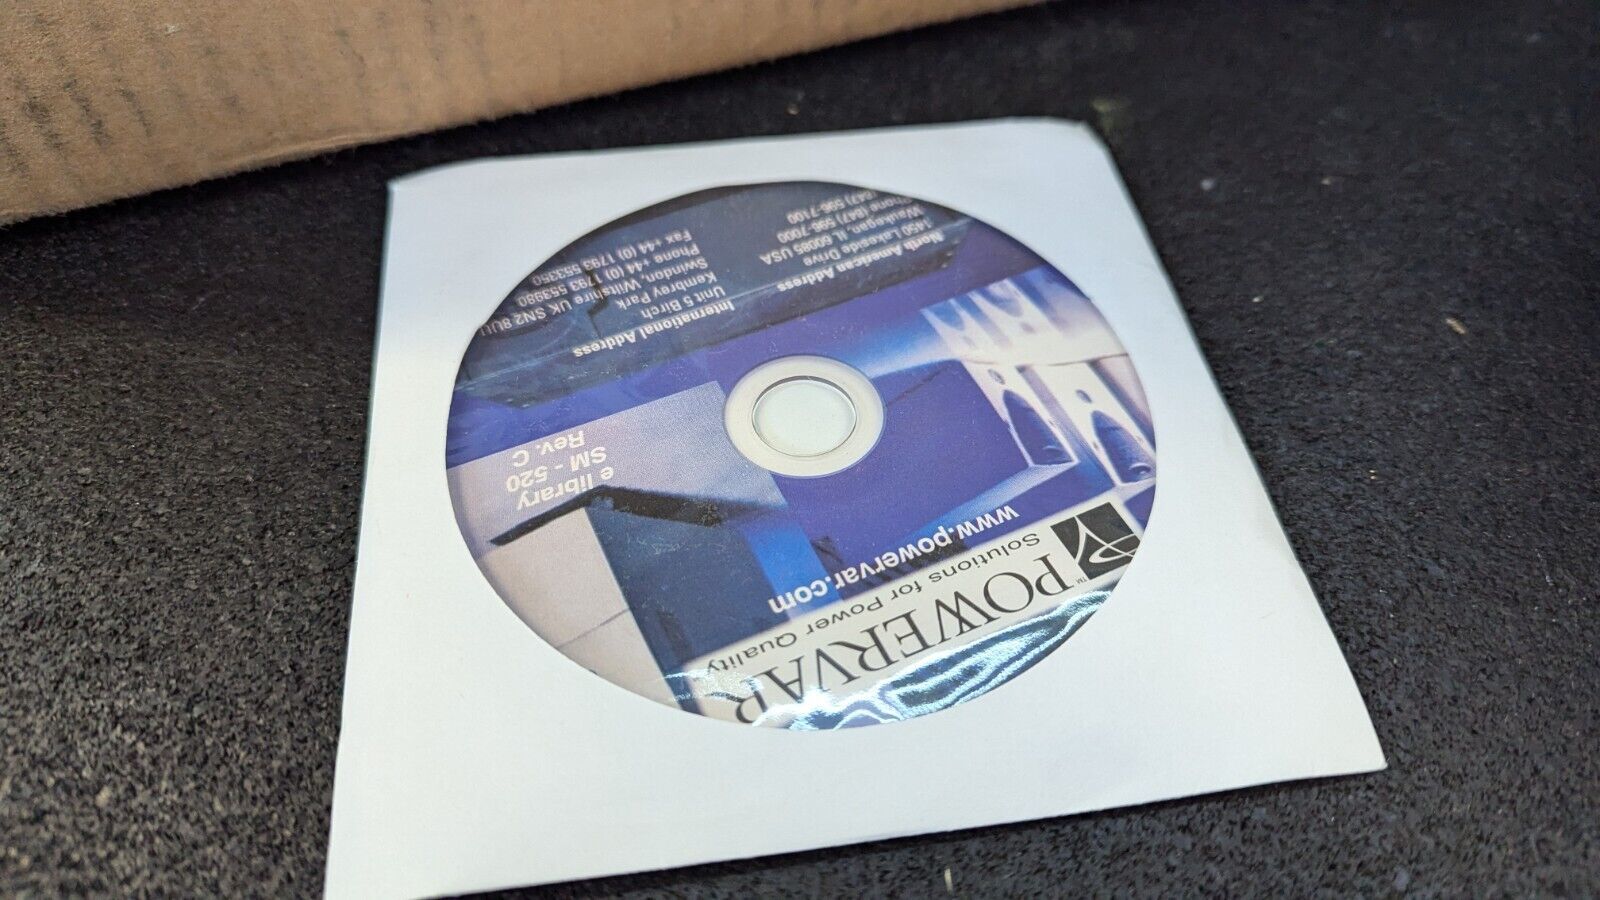 POWERVAR
TM
Solutions for Power Quality
www.powervar.com
e library
SM - 520
Rev. C
International Address
Unit 5 Birch
Kembrey Park
Swindon, Wiltshire UK SN2 8UU
Phone +44 (0) 1793 553980
Fax +44 (0) 1793 553350
North American Address
1450 Lakeside Drive
Waukegan, IL 60085 USA
Phone (847) 596-7000
(847) 596-7100